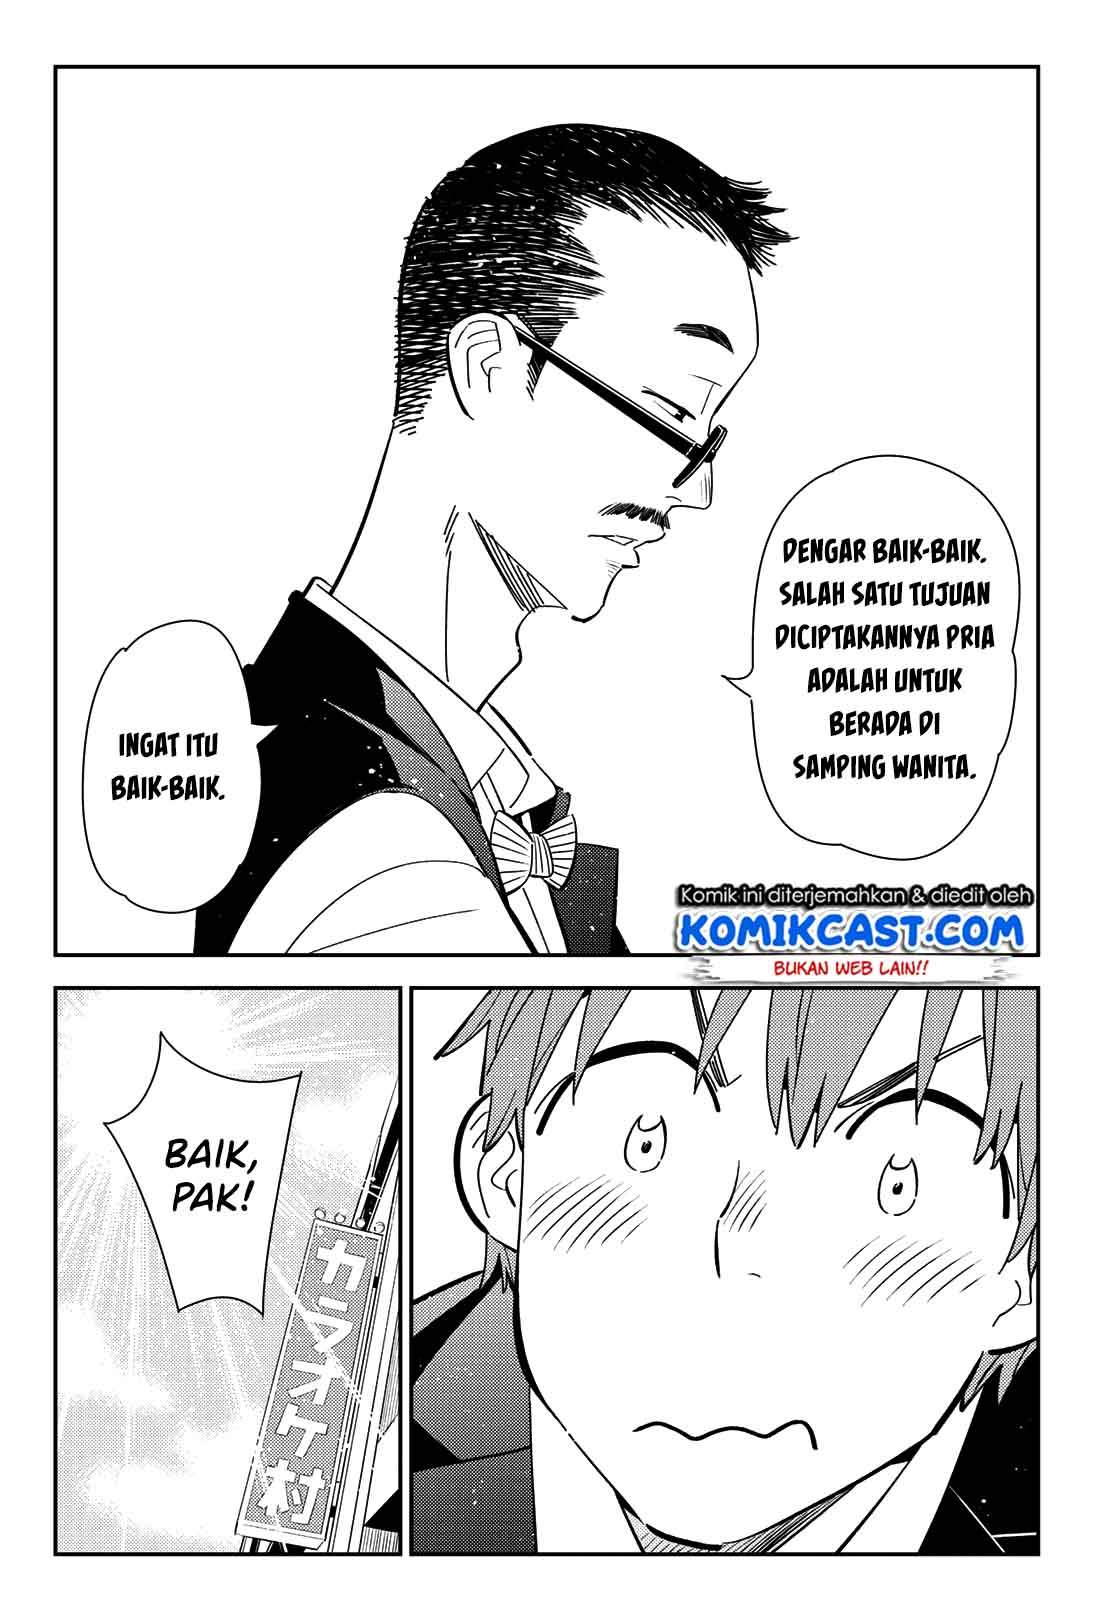 DENGAR BAIK-BAIK.
SALAH SATU TUJUAN
DICIPTAKANNYA PRIA
ADALAH UNTUK
BERADA DI
SAMPING WANITA.
INGAT ITU
BAIK-BAIK.
Komik ini diterjemahkan & diedit oleh
KOMIKCAST.COM
BUKAN WEB LAIN!!
BAIK,
PAK!
カラオケ村